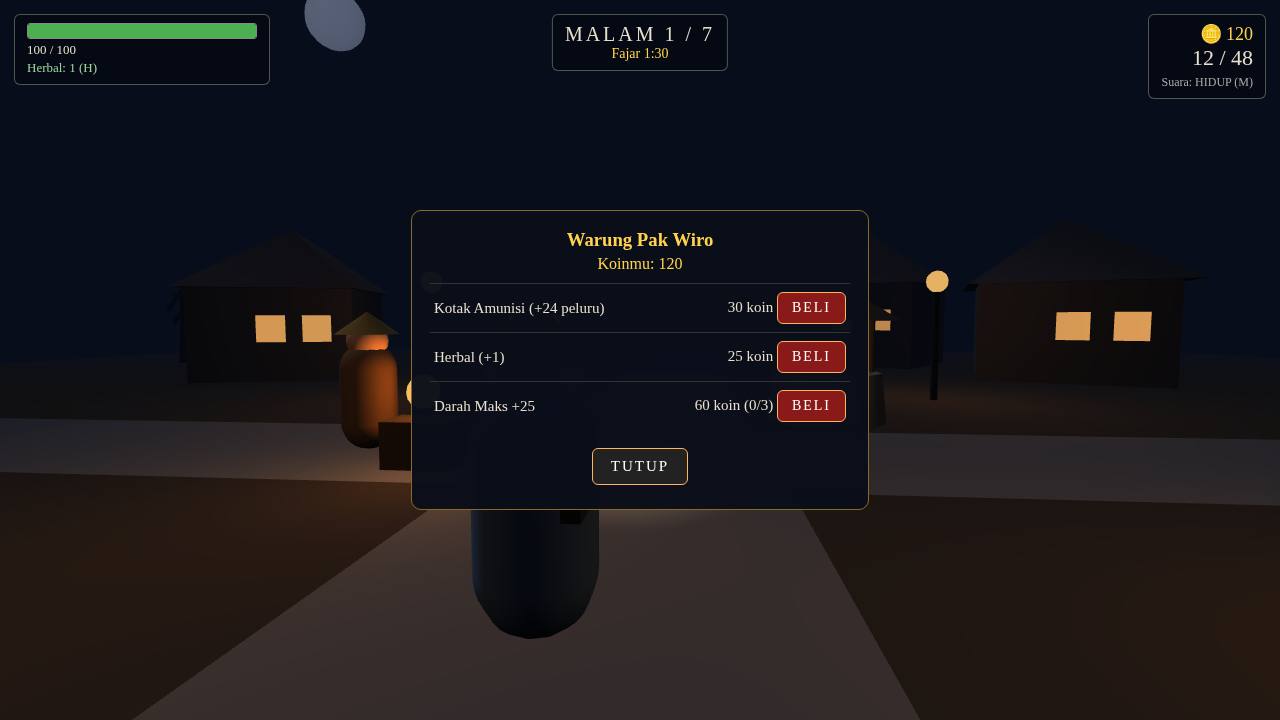 100 / 100
Herbal: 1 (H)
MALAM 1 / 7
Fajar 1:30
🪙 120
12 / 48
Suara: HIDUP (M)
Warung Pak Wiro
Koinmu: 120
Kotak Amunisi (+24 peluru) 30 koin BELI
Herbal (+1) 25 koin BELI
Darah Maks +25 60 koin (0/3) BELI
TUTUP